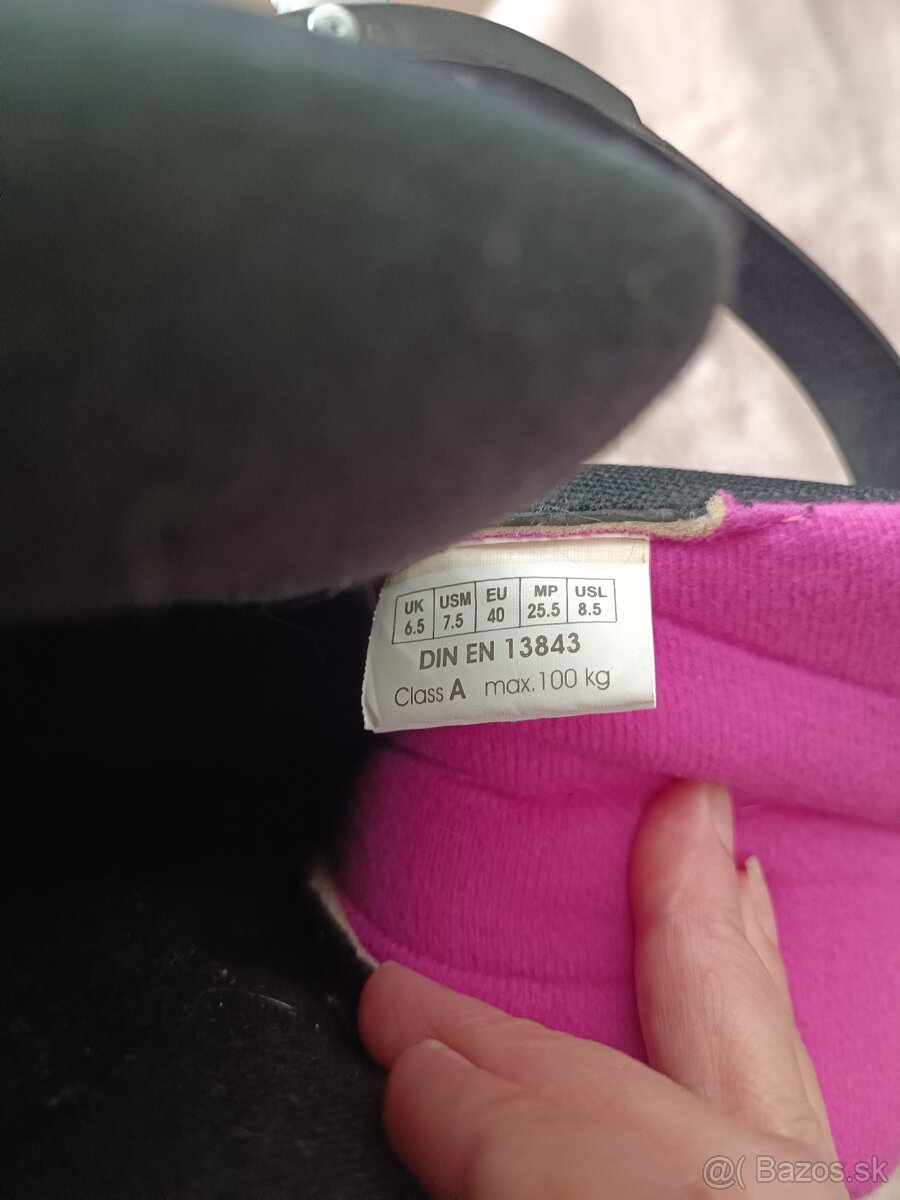 UK USM EU MP USL
6.5 7.5 40 25.5 8.5
DIN EN 13843
Class A max. 100 kg
@( Bazos.sk